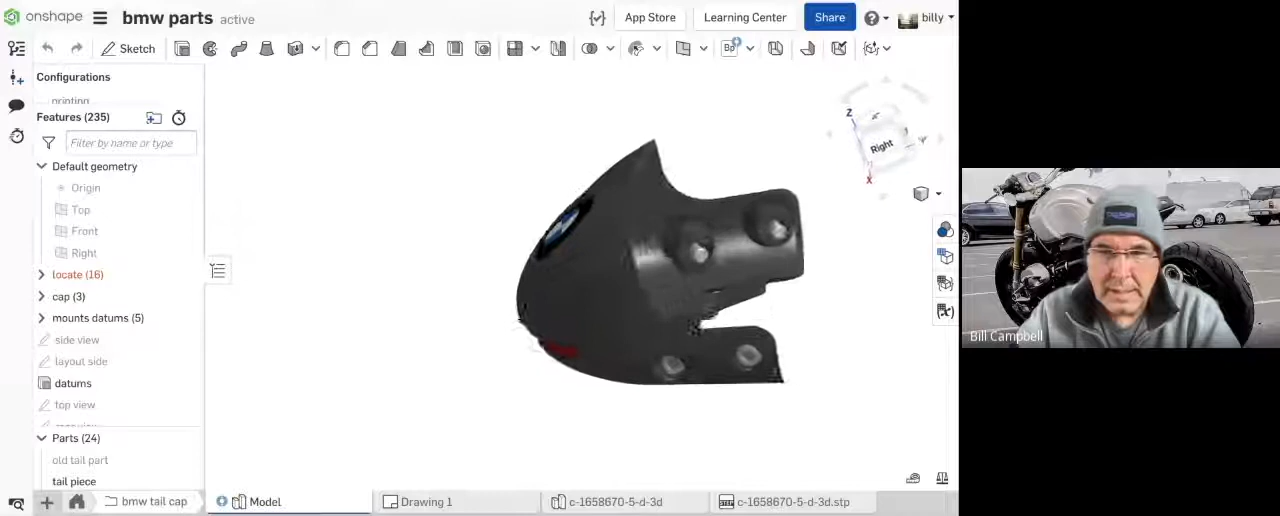 onshape
bmw parts active
App Store
Learning Center
Share
billy
Sketch
Configurations
printing
Features (235)
Filter by name or type
Default geometry
Origin
Top
Front
Right
locate (16)
cap (3)
mounts datums (5)
side view
layout side
datums
top view
Parts (24)
old tail part
tail piece
Z
Right
X
bmw tail cap
Model
Drawing 1
c-1658670-5-d-3d
c-1658670-5-d-3d.stp
Bill Campbell